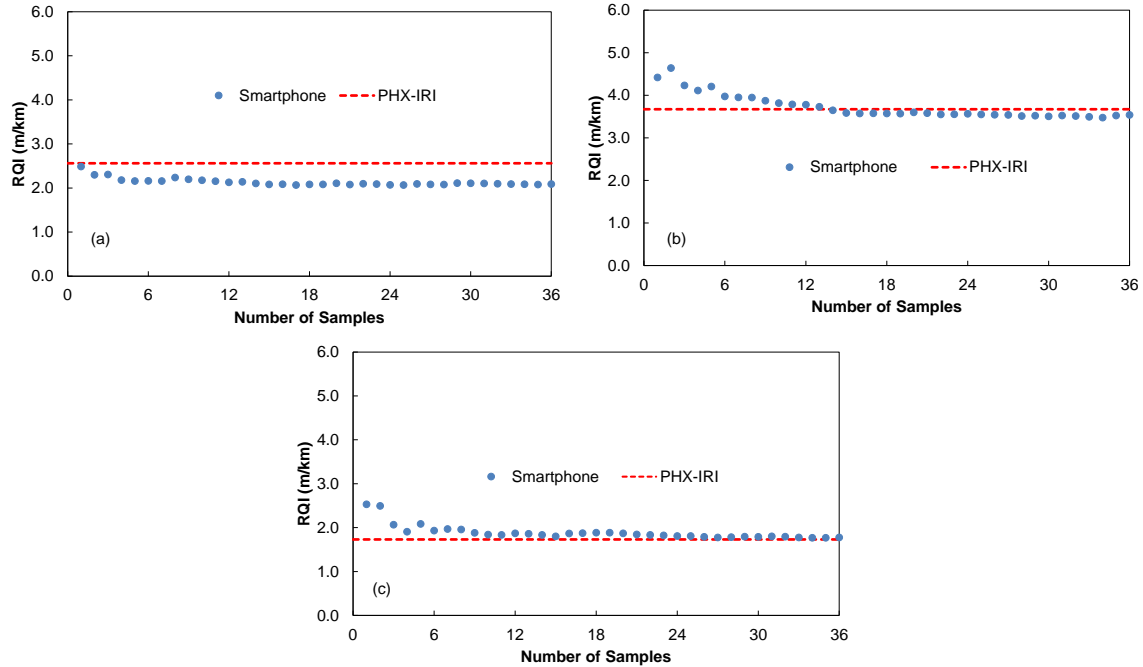 6.0
5.0
4.0
3.0
2.0
1.0
0.0
RQI (m/km)
Smartphone PHX-IRI
(a)
0 6 12 18 24 30 36
Number of Samples
6.0
5.0
4.0
3.0
2.0
1.0
0.0
RQI (m/km)
Smartphone PHX-IRI
(b)
0 6 12 18 24 30 36
Number of Samples
6.0
5.0
4.0
3.0
2.0
1.0
0.0
RQI (m/km)
Smartphone PHX-IRI
(c)
0 6 12 18 24 30 36
Number of Samples